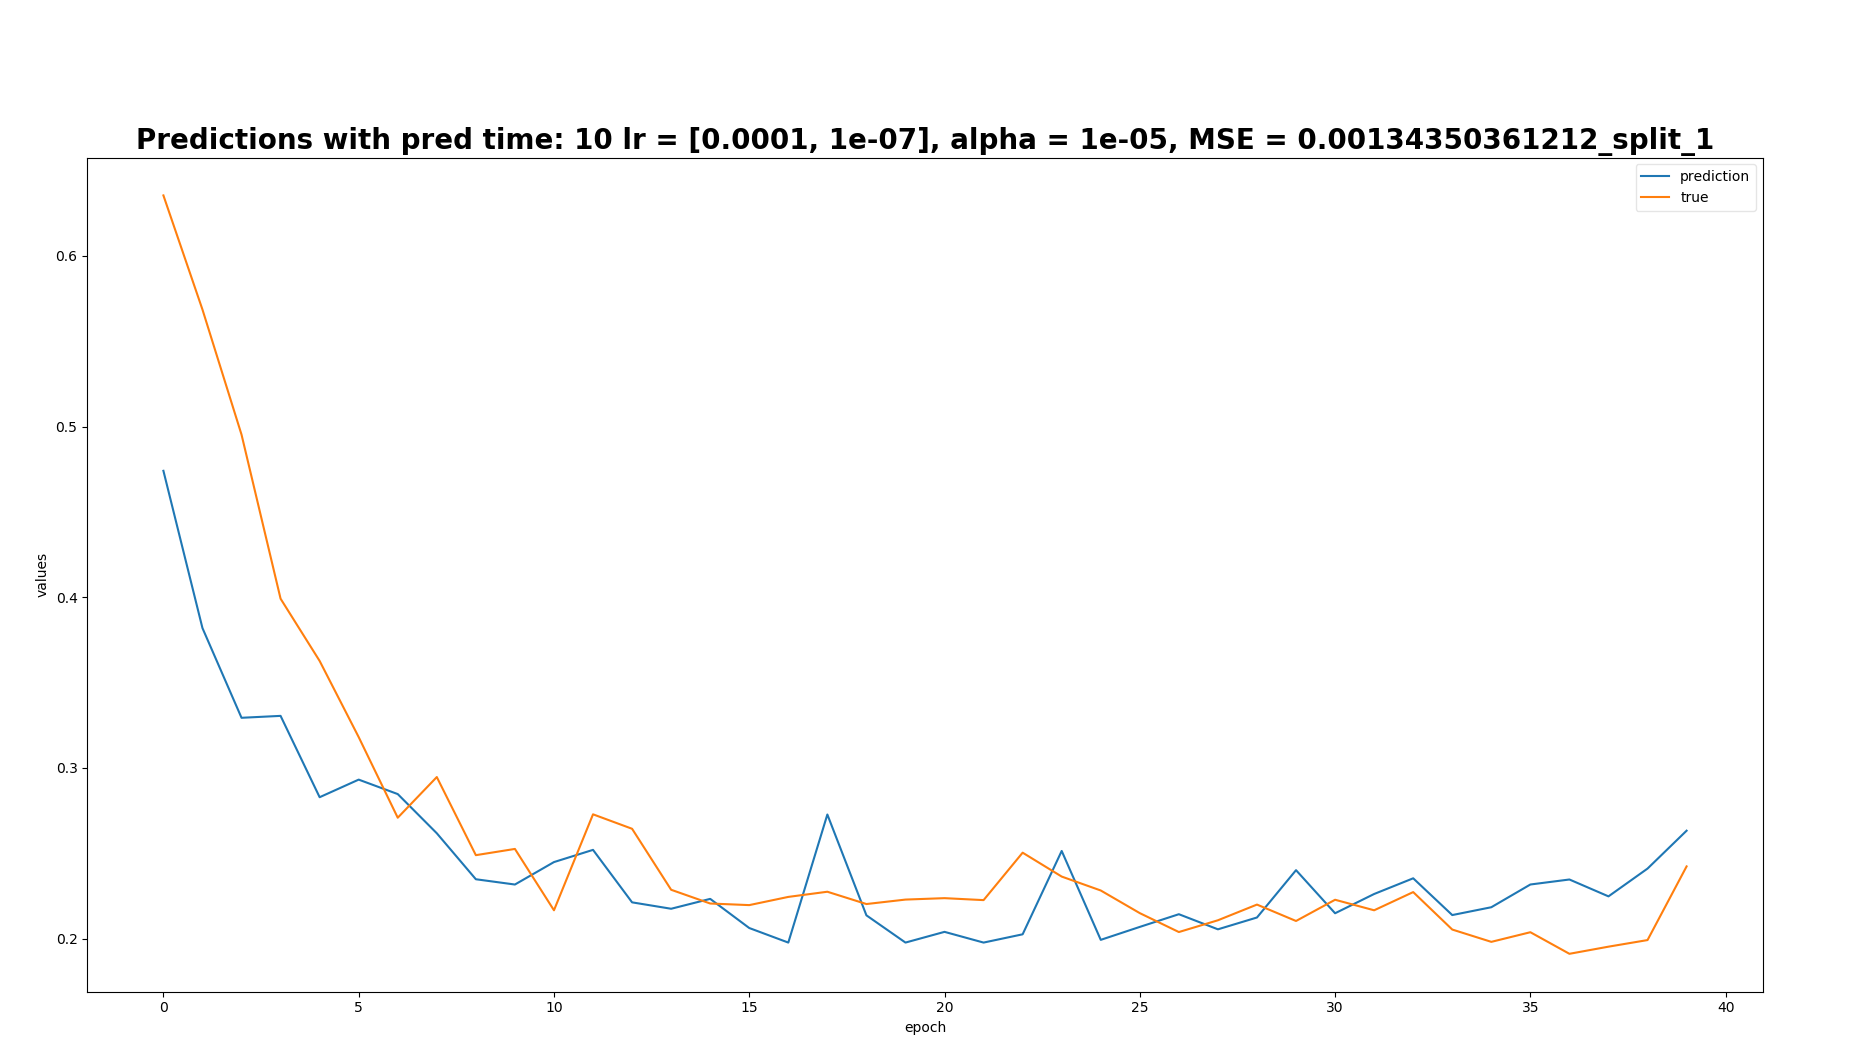 Predictions with pred time: 10 lr = [0.0001, 1e-07], alpha = 1e-05, MSE = 0.00134350361212_split_1
prediction
true
0.6
0.5
0.4
0.3
0.2
values
0 5 10 15 20 25 30 35 40
epoch